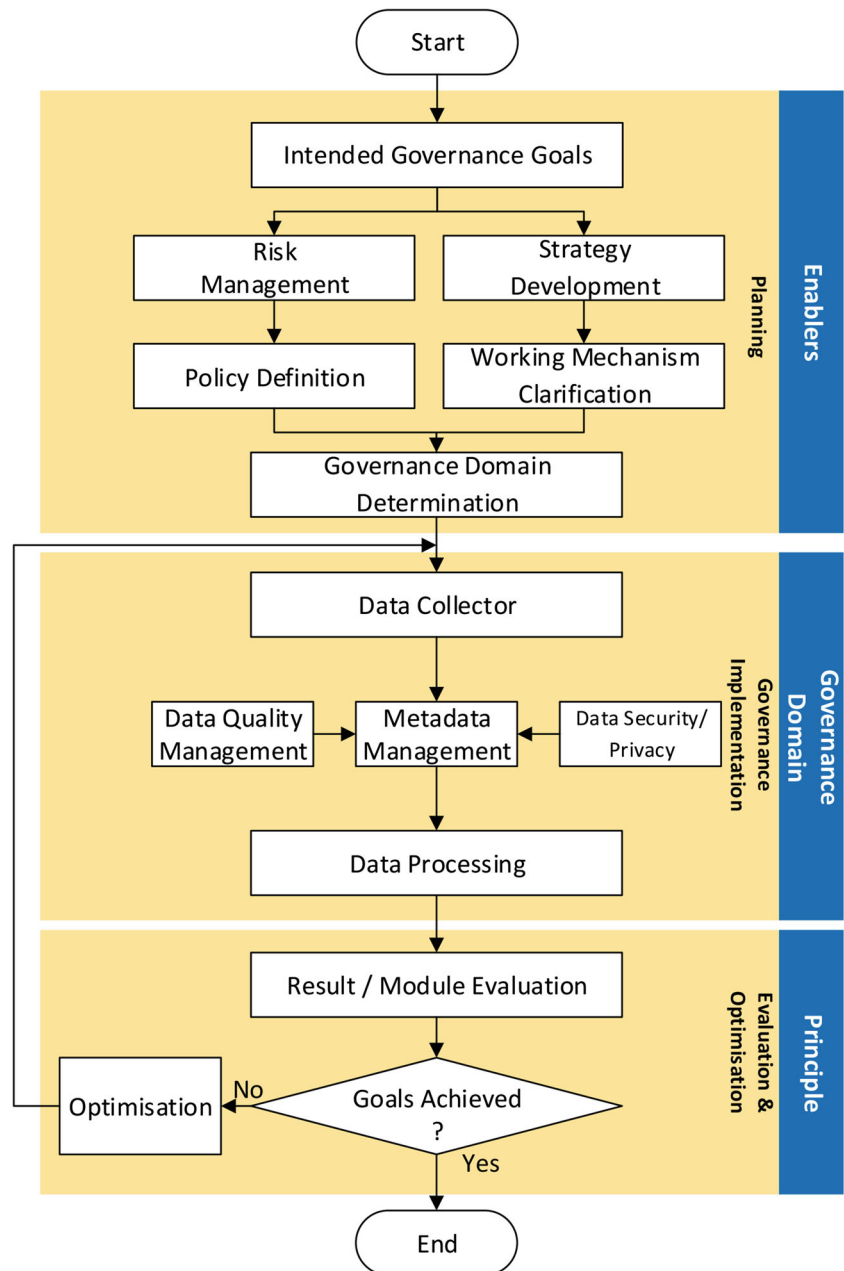 Start
Intended Governance Goals
Risk
Management
Strategy
Development
Policy Definition
Working Mechanism
Clarification
Governance Domain
Determination
Planning
Enablers
Data Collector
Data Quality
Management
Metadata
Management
Data Security/
Privacy
Data Processing
Governance
Implementation
Governance
Domain
Result / Module Evaluation
Goals Achieved
?
No
Optimisation
Yes
Evaluation &
Optimisation
Principle
End